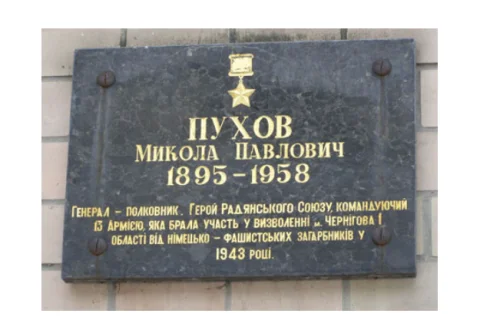 ПУХОВ
МИКОЛА ПАВЛОВИЧ
1895-1958
ГЕНЕРАЛ - ПОЛКОВНИК, ГЕРОЙ РАДЯНСЬКОГО СОЮЗУ, КОМАНДУЮЧИЙ
13 АРМІЄЮ, ЯКА БРАЛА УЧАСТЬ У ВИЗВОЛЕННІ м. ЧЕРНІГОВА І
ОБЛАСТІ ВІД НІМЕЦЬКО - ФАШИСТСЬКИХ ЗАГАРБНИКІВ У
1943 РОЦІ.